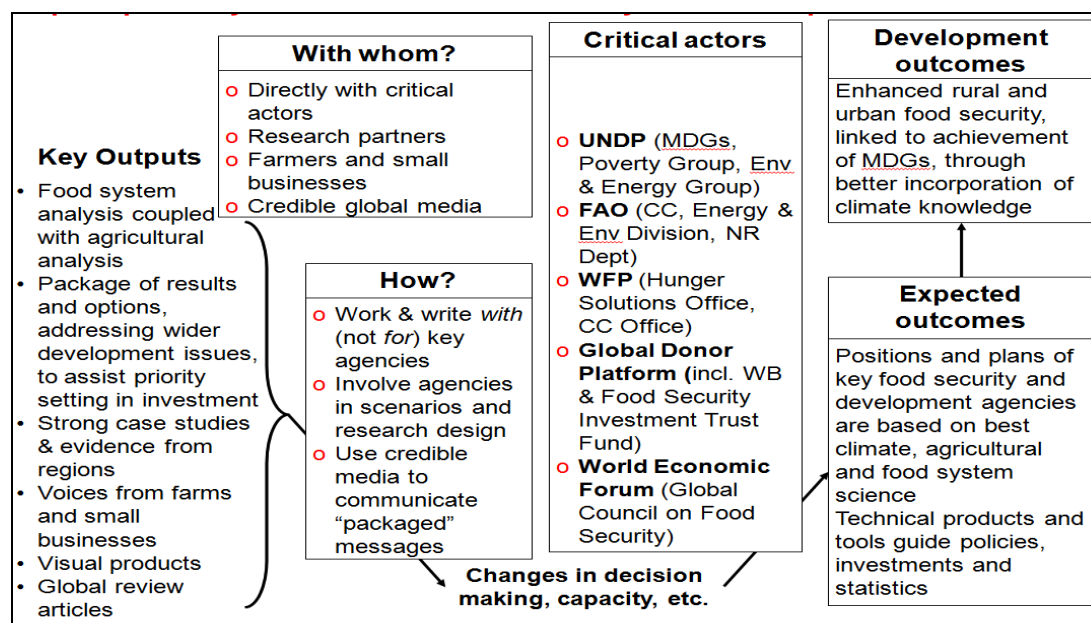 With whom?
o Directly with critical
actors
o Research partners
o Farmers and small
businesses
o Credible global media
Key Outputs
• Food system
analysis coupled
with agricultural
analysis
• Package of results
and options,
addressing wider
development issues,
to assist priority
setting in investment
• Strong case studies
& evidence from
regions
• Voices from farms
and small
businesses
• Visual products
• Global review
articles
How?
o Work & write with
(not for) key
agencies
o Involve agencies
in scenarios and
research design
o Use credible
media to
communicate
“packaged”
messages
Critical actors
o UNDP (MDGs,
Poverty Group, Env
& Energy Group)
o FAO (CC, Energy &
Env Division, NR
Dept)
o WFP (Hunger
Solutions Office,
CC Office)
o Global Donor
Platform (incl. WB
& Food Security
Investment Trust
Fund)
o World Economic
Forum (Global
Council on Food
Security)
Changes in decision
making, capacity, etc.
Development
outcomes
Enhanced rural and
urban food security,
linked to achievement
of MDGs, through
better incorporation of
climate knowledge
Expected
outcomes
Positions and plans of
key food security and
development agencies
are based on best
climate, agricultural
and food system
science
Technical products and
tools guide policies,
investments and
statistics